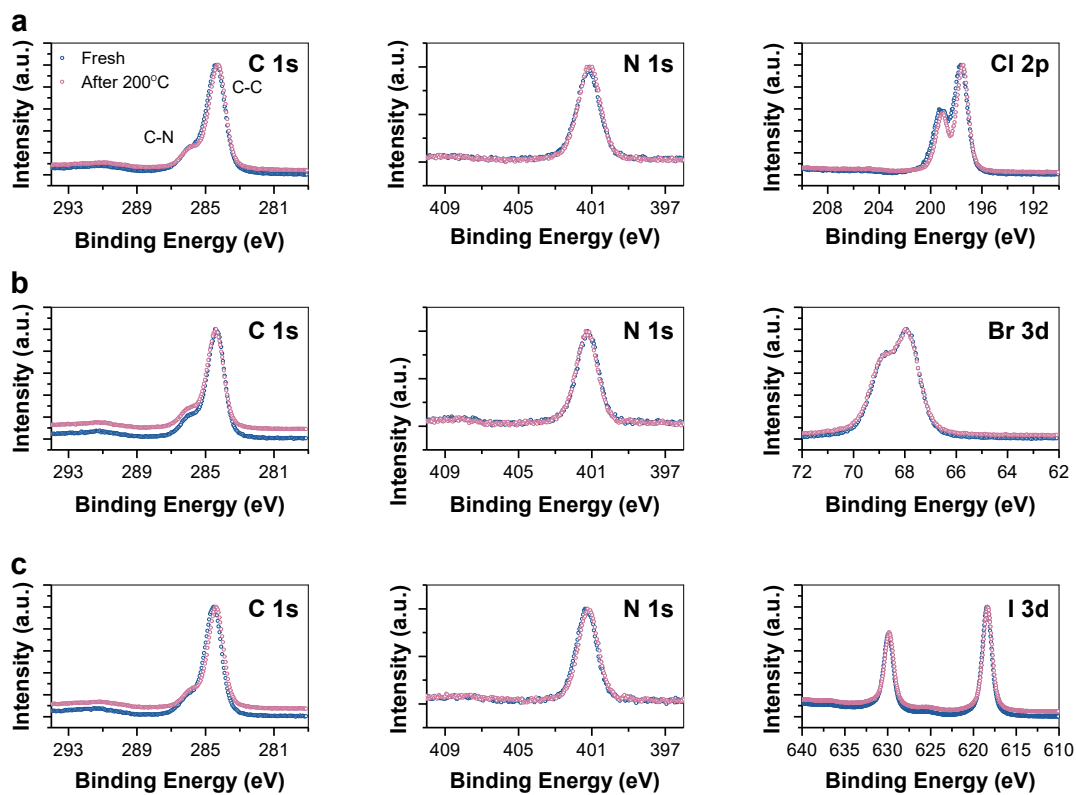 a
Intensity (a.u.)
Fresh
After 200°C
C 1s
C-C
C-N
293 289 285 281
Binding Energy (eV)
Intensity (a.u.)
N 1s
409 405 401 397
Binding Energy (eV)
Intensity (a.u.)
Cl 2p
208 204 200 196 192
Binding Energy (eV)
b
Intensity (a.u.)
C 1s
293 289 285 281
Binding Energy (eV)
Intensity (a.u.)
N 1s
409 405 401 397
Binding Energy (eV)
Intensity (a.u.)
Br 3d
72 70 68 66 64 62
Binding Energy (eV)
c
Intensity (a.u.)
C 1s
293 289 285 281
Binding Energy (eV)
Intensity (a.u.)
N 1s
409 405 401 397
Binding Energy (eV)
Intensity (a.u.)
I 3d
640 635 630 625 620 615 610
Binding Energy (eV)